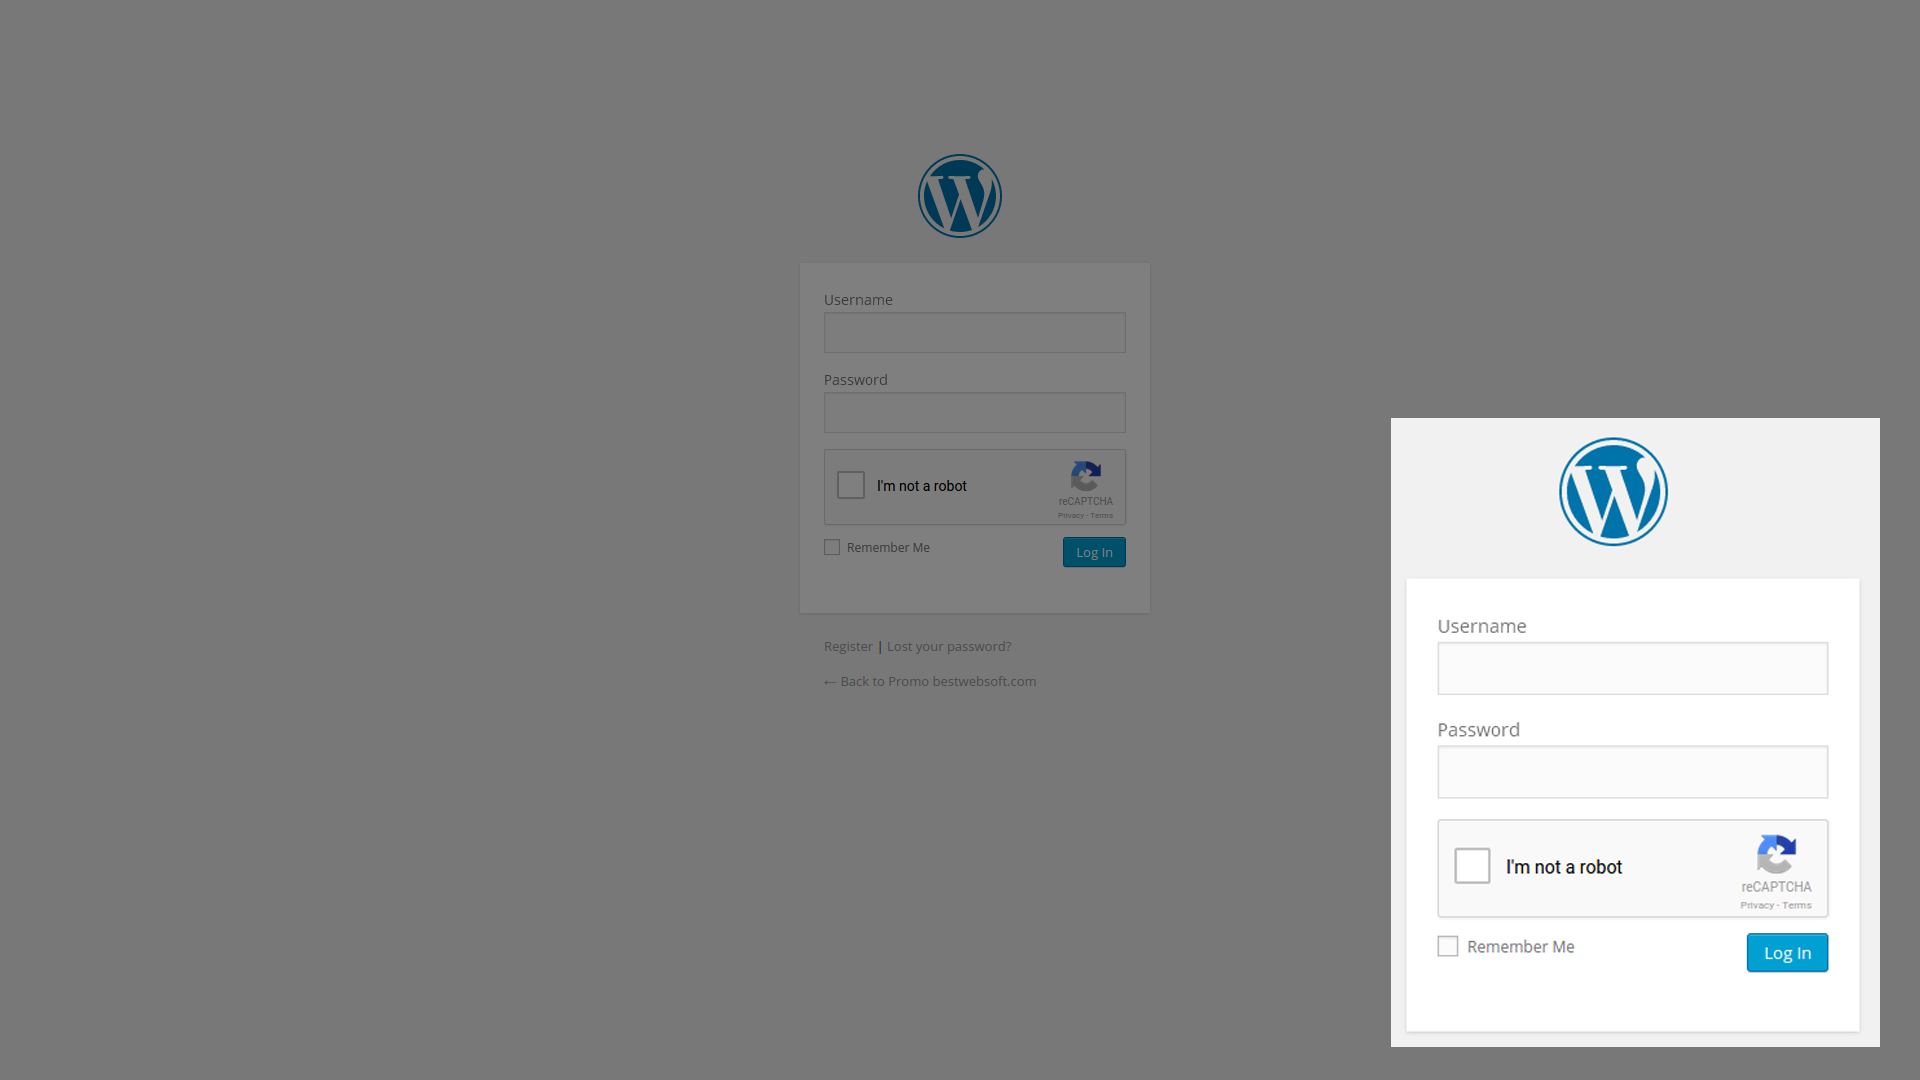 Username
Password
I'm not a robot
reCAPTCHA
Privacy - Terms
Remember Me
Log In
Register | Lost your password?
← Back to Promo bestwebsoft.com
Username
Password
I'm not a robot
reCAPTCHA
Privacy - Terms
Remember Me
Log In